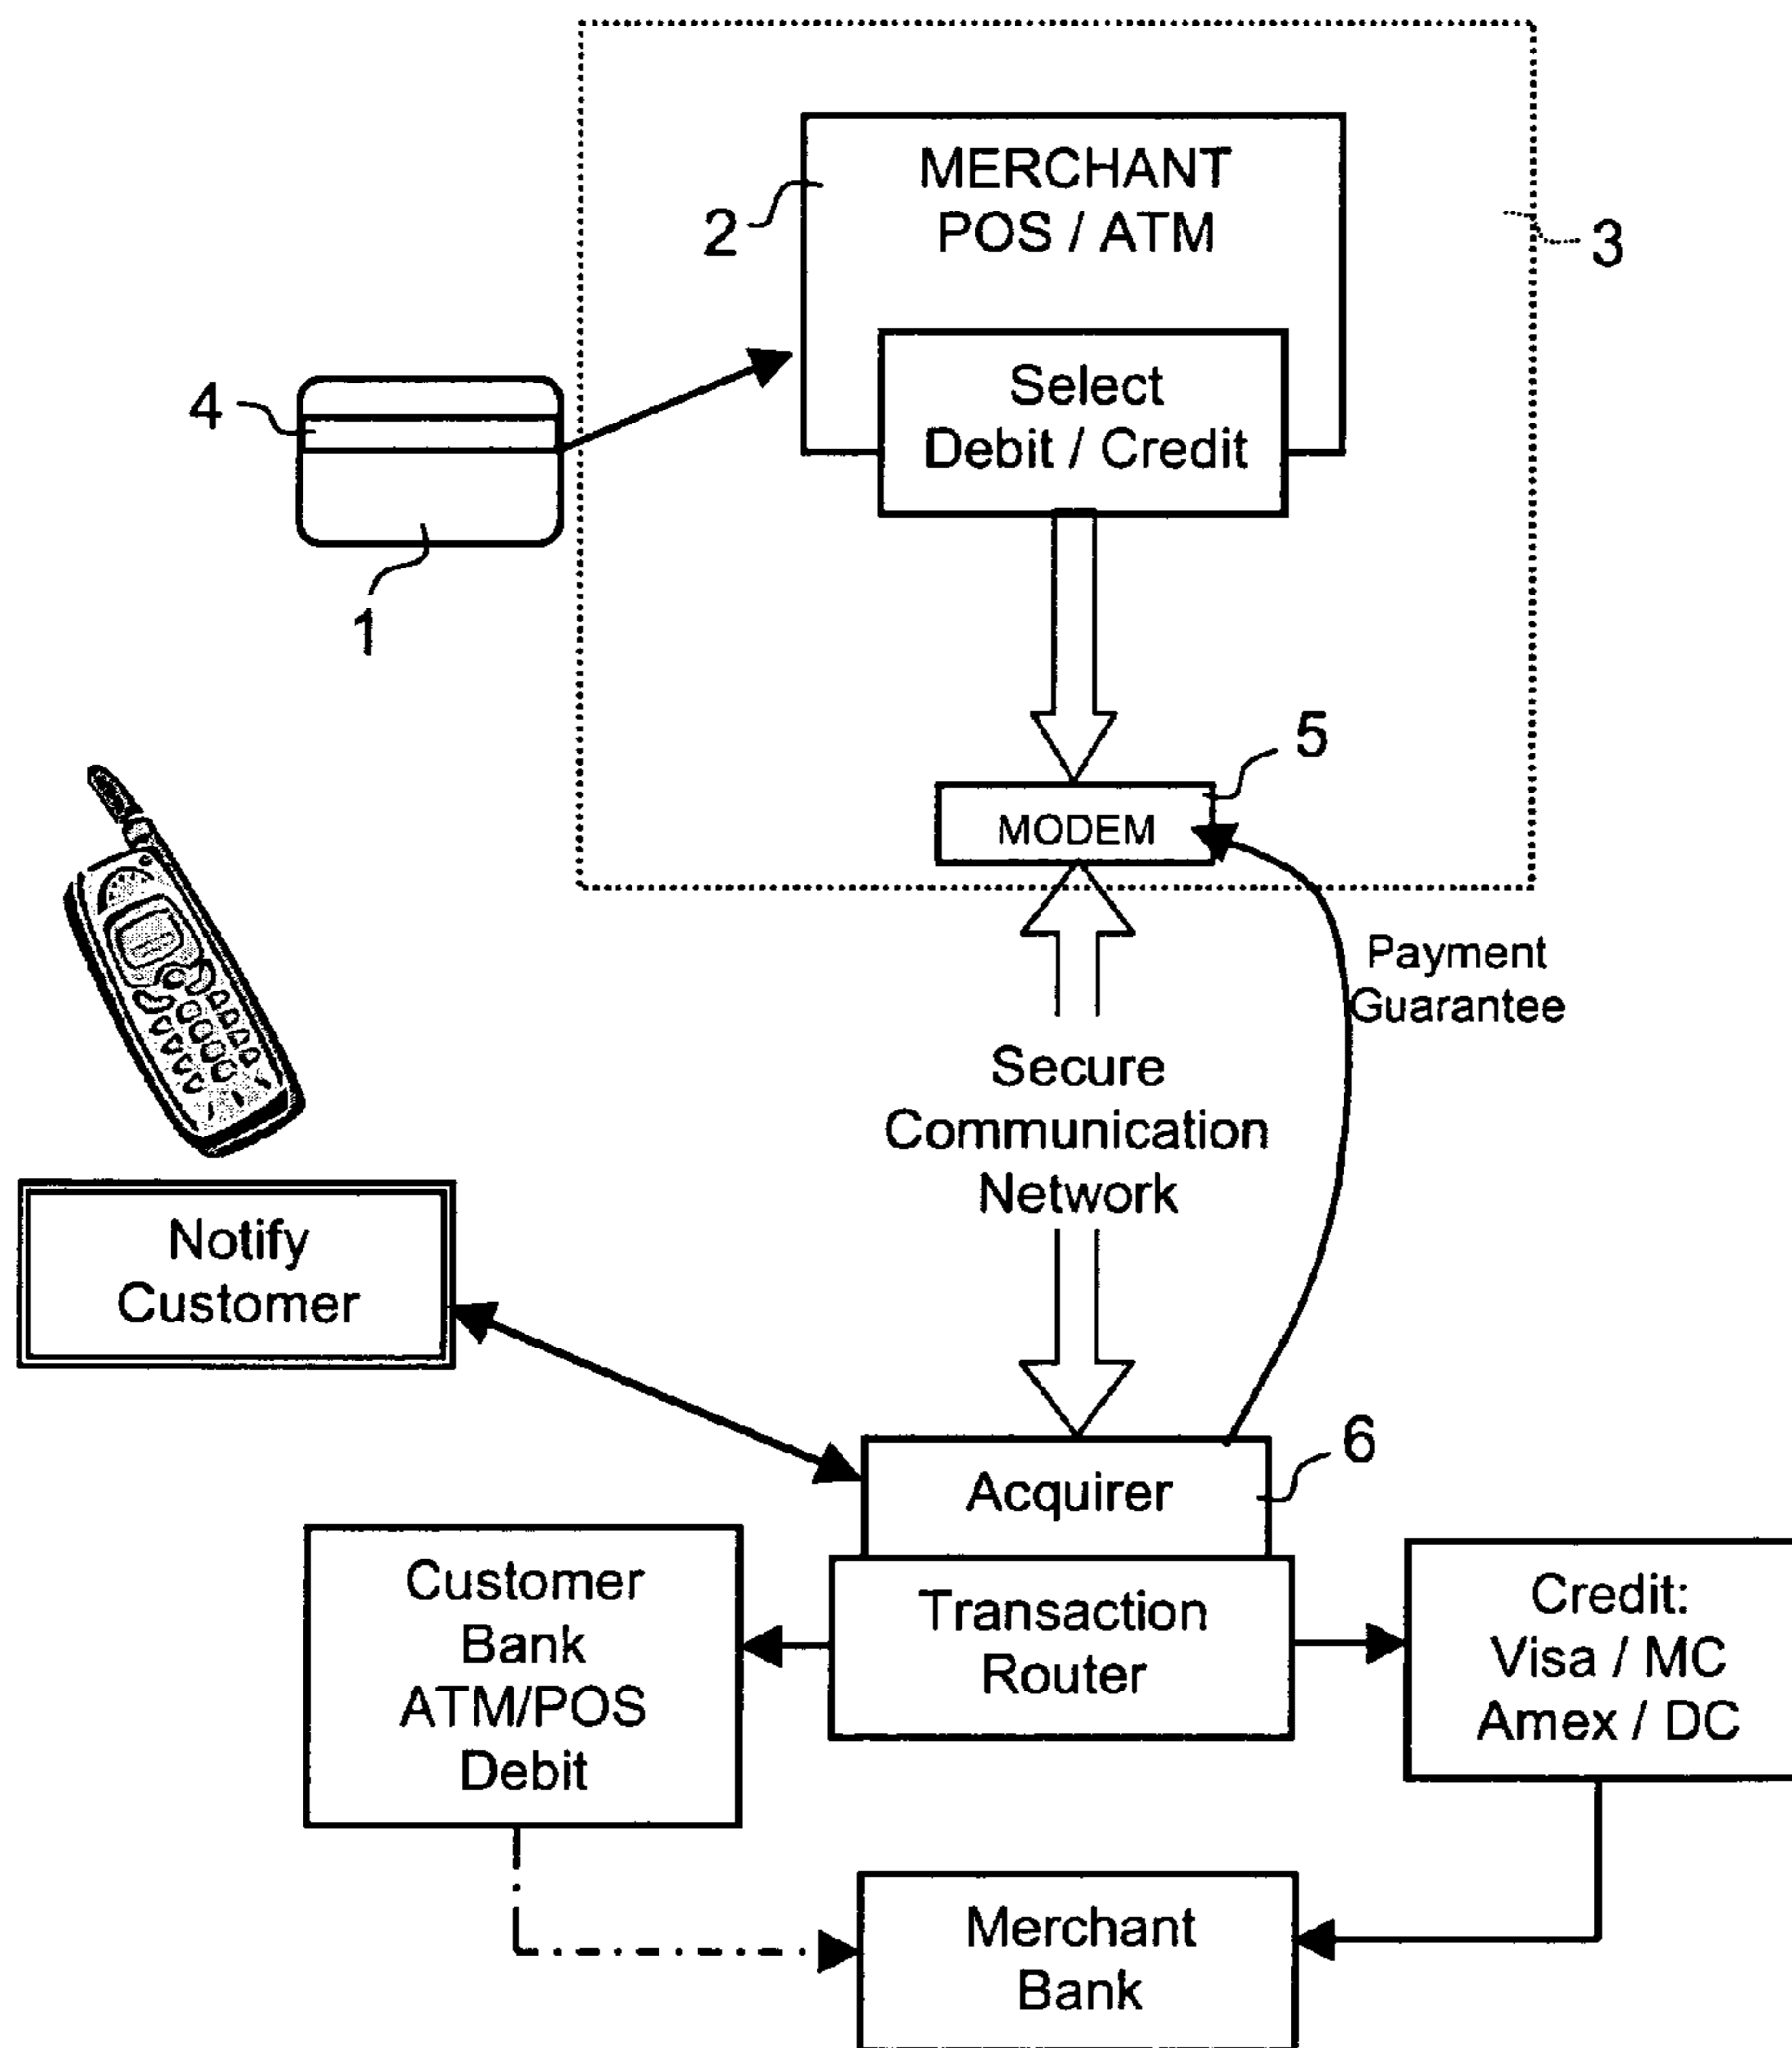 MERCHANT
POS / ATM
2
3
Select
Debit / Credit
4
1
5
MODEM
Payment
Guarantee
Secure
Communication
Network
Notify
Customer
6
Acquirer
Transaction
Router
Customer
Bank
ATM/POS
Debit
Credit:
Visa / MC
Amex / DC
Merchant
Bank